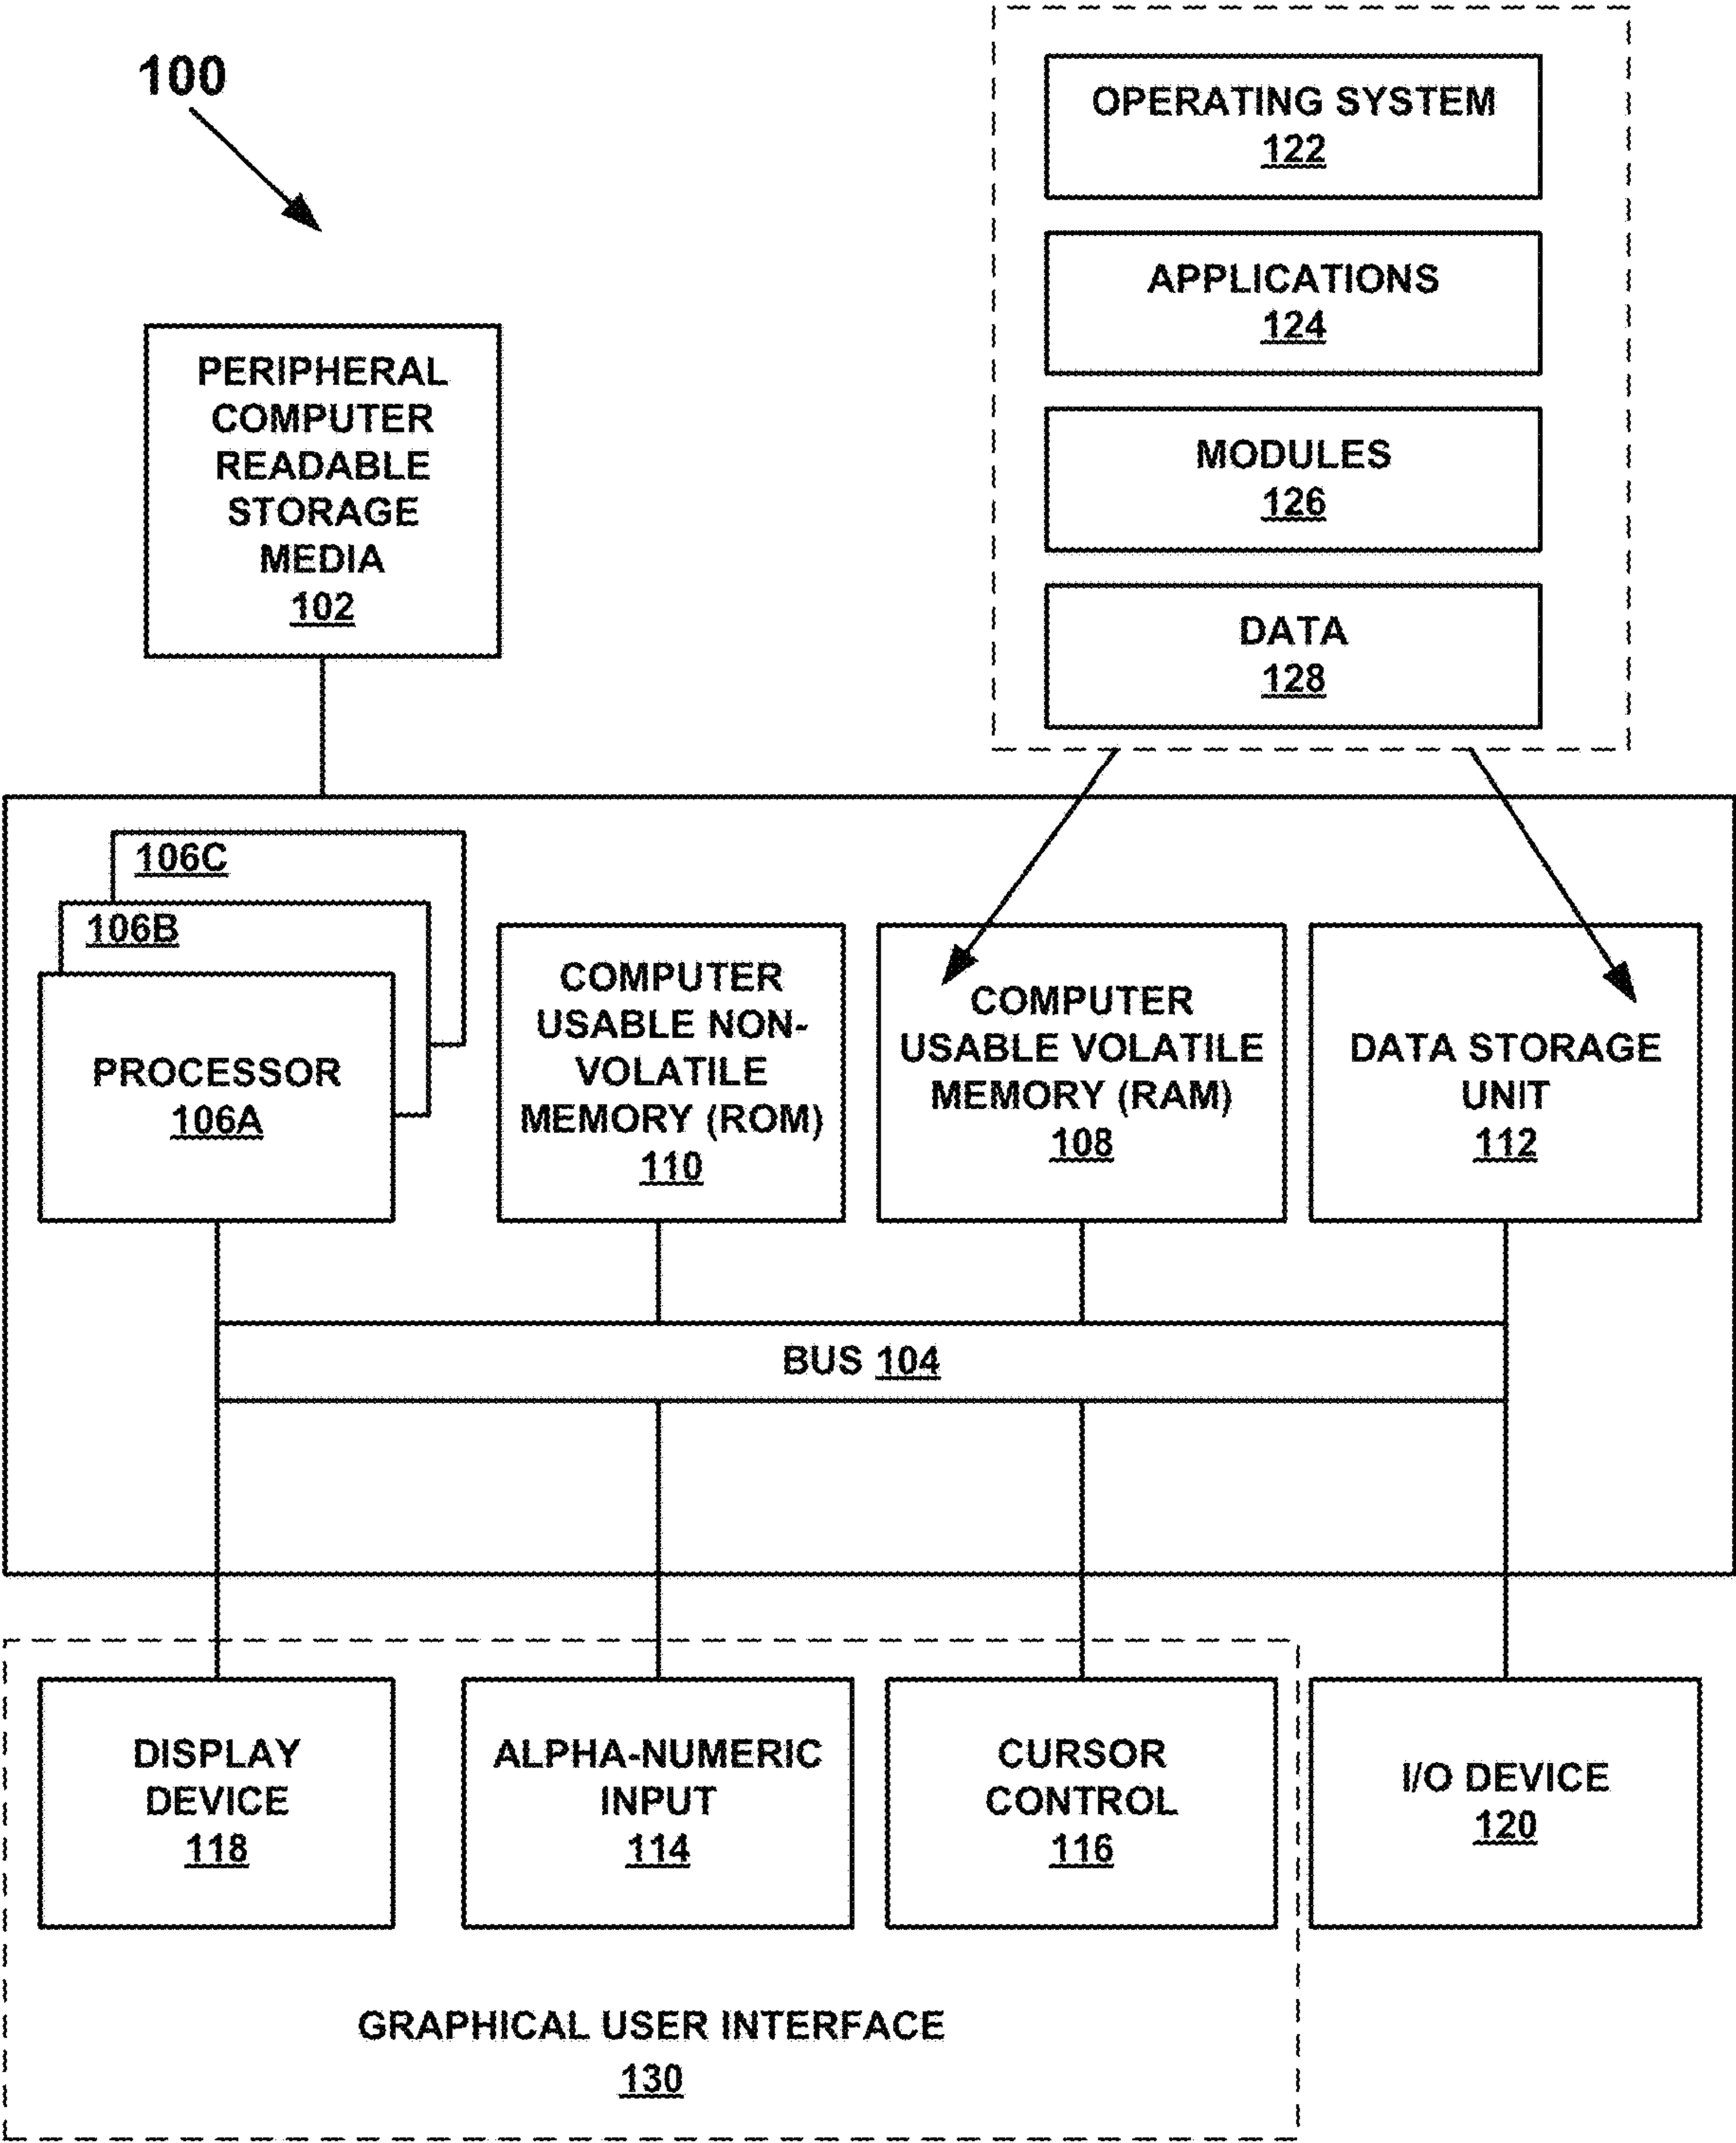 100
OPERATING SYSTEM
122
APPLICATIONS
124
MODULES
126
DATA
128
PERIPHERAL
COMPUTER
READABLE
STORAGE
MEDIA
102
106C
106B
PROCESSOR
106A
COMPUTER
USABLE NON-
VOLATILE
MEMORY (ROM)
110
COMPUTER
USABLE VOLATILE
MEMORY (RAM)
108
DATA STORAGE
UNIT
112
BUS 104
DISPLAY
DEVICE
118
ALPHA-NUMERIC
INPUT
114
CURSOR
CONTROL
116
I/O DEVICE
120
GRAPHICAL USER INTERFACE
130